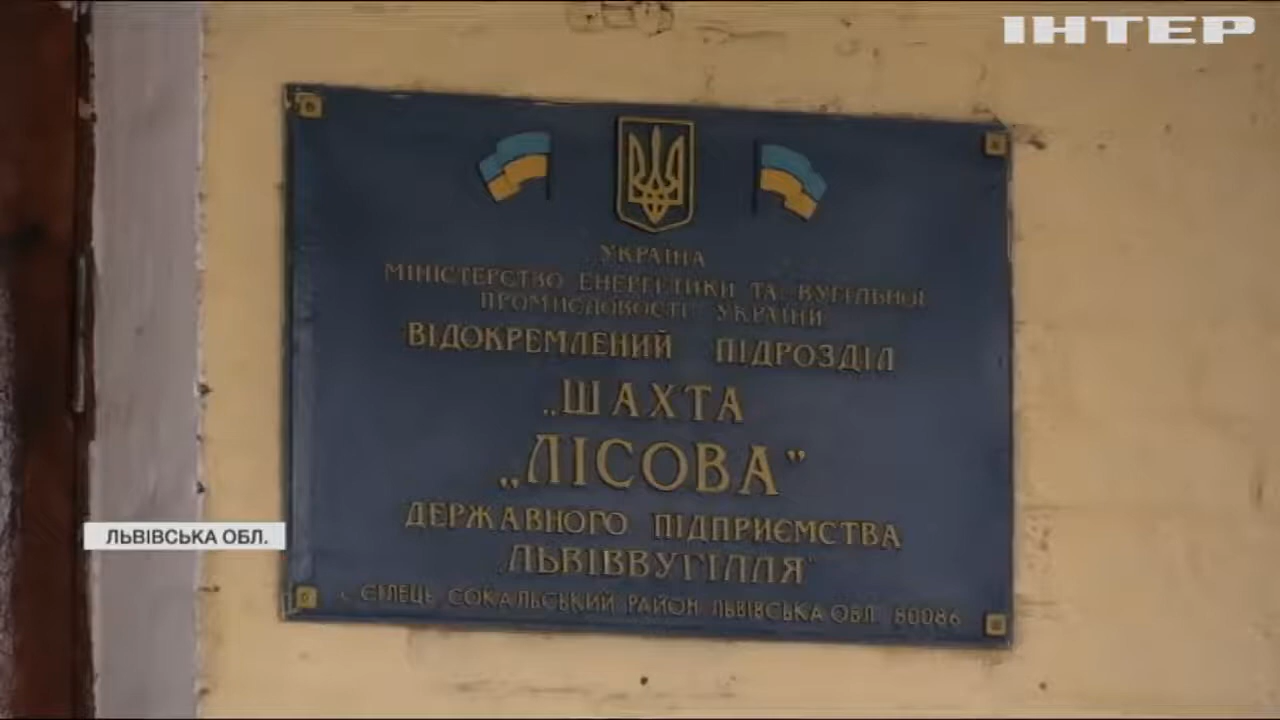 ІНТЕР
УКРАЇНА
МІНІСТЕРСТВО ЕНЕРГЕТИКИ ТА ВУГІЛЬНОЇ
ПРОМИСЛОВОСТІ УКРАЇНИ
ВІДОКРЕМЛЕНИЙ ПІДРОЗДІЛ
„ШАХТА
„ЛІСОВА”
ДЕРЖАВНОГО ПІДПРИЄМСТВА
„ЛЬВІВВУГІЛЛЯ”
с. СІЛЕЦЬ СОКАЛЬСЬКИЙ РАЙОН ЛЬВІВСЬКА ОБЛ. 80086
ЛЬВІВСЬКА ОБЛ.